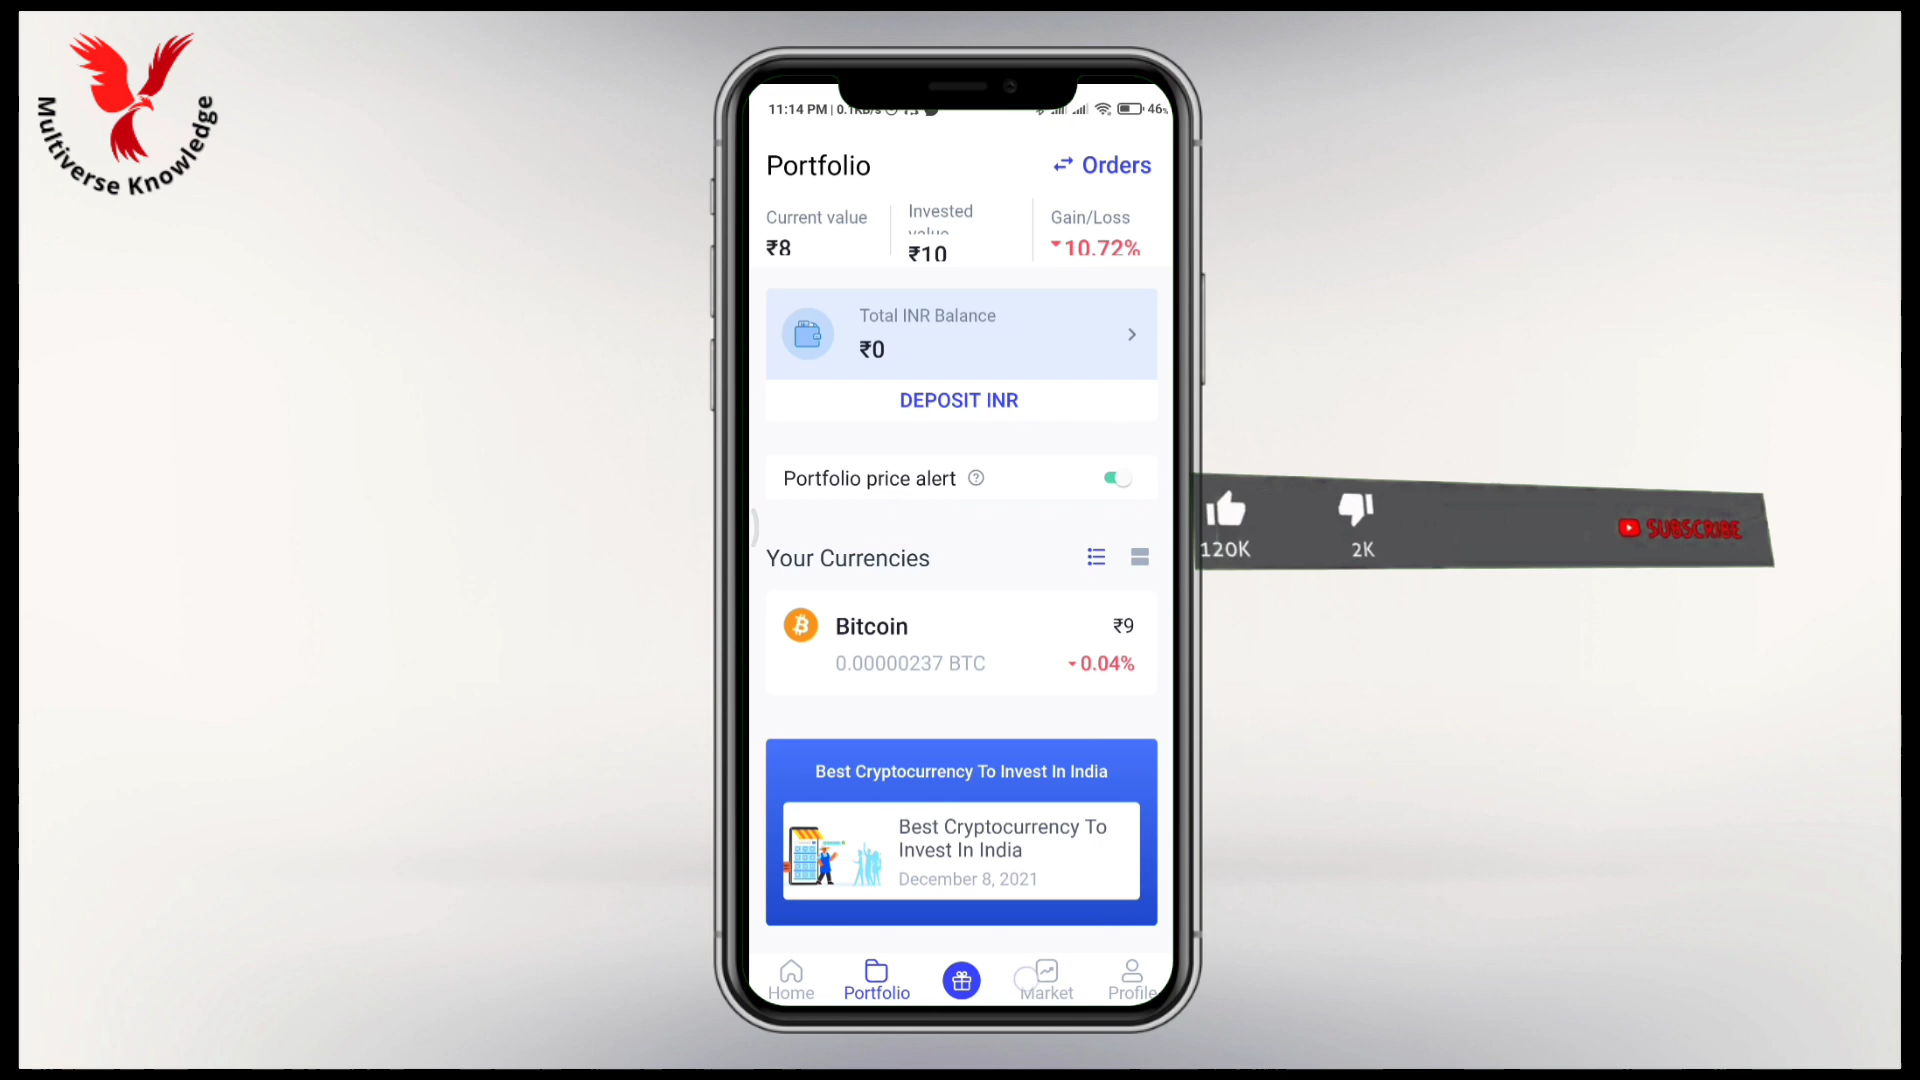 Multiverse Knowledge
11:14 PM | 0.1KB/s
46%
Portfolio
Orders
Current value
₹8
Invested
value
₹10
Gain/Loss
10.72%
Total INR Balance
₹0
DEPOSIT INR
Portfolio price alert
Your Currencies
Bitcoin
₹9
0.00000237 BTC
0.04%
120K
2K
SUBSCRIBE
Best Cryptocurrency To Invest In India
Best Cryptocurrency To
Invest In India
December 8, 2021
Home
Portfolio
Market
Profile